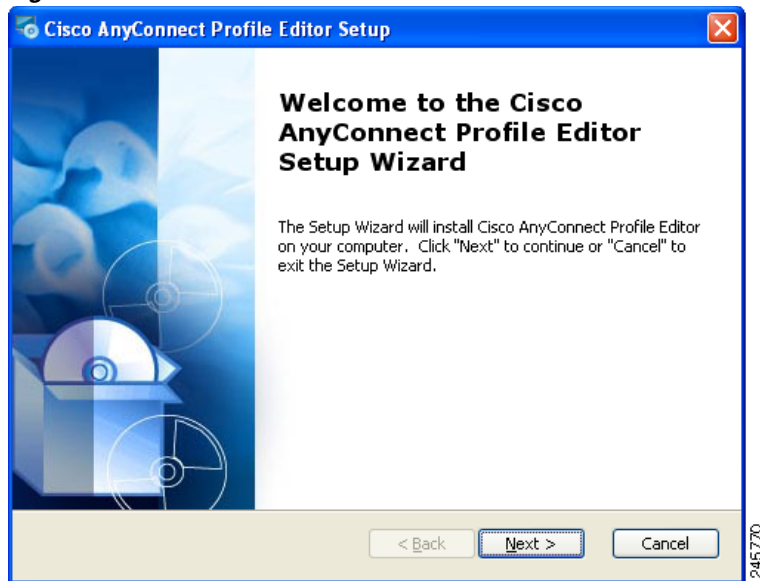 Cisco AnyConnect Profile Editor Setup
Welcome to the Cisco
AnyConnect Profile Editor
Setup Wizard
The Setup Wizard will install Cisco AnyConnect Profile Editor
on your computer. Click "Next" to continue or "Cancel" to
exit the Setup Wizard.
< Back
Next >
Cancel
245770